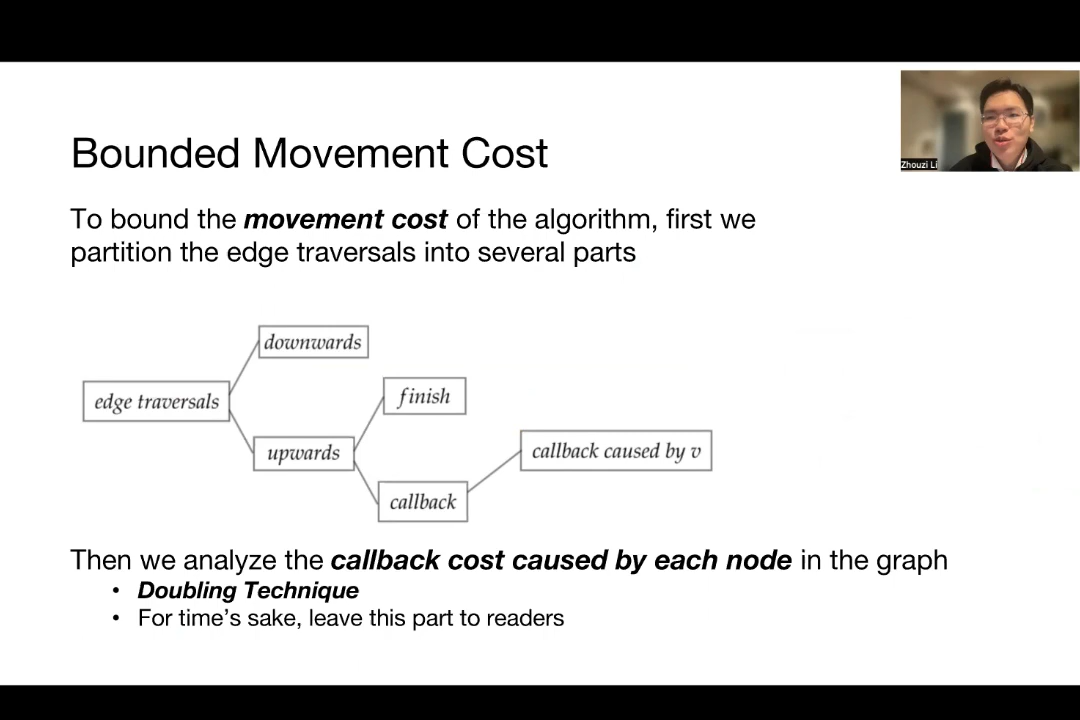 Bounded Movement Cost
Zhouzi Li
To bound the movement cost of the algorithm, first we
partition the edge traversals into several parts
downwards
edge traversals
finish
upwards
callback caused by v
callback
Then we analyze the callback cost caused by each node in the graph
• Doubling Technique
• For time’s sake, leave this part to readers